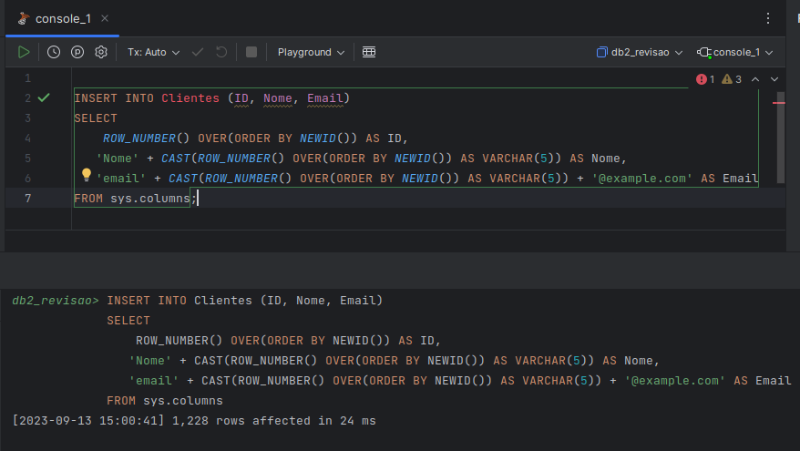 console_1
Tx: Auto Playground db2_revisao console_1
1 1 3
2 INSERT INTO Clientes (ID, Nome, Email)
3 SELECT
4 ROW_NUMBER() OVER(ORDER BY NEWID()) AS ID,
5 'Nome' + CAST(ROW_NUMBER() OVER(ORDER BY NEWID()) AS VARCHAR(5)) AS Nome,
6 'email' + CAST(ROW_NUMBER() OVER(ORDER BY NEWID()) AS VARCHAR(5)) + '@example.com' AS Email
7 FROM sys.columns;
db2_revisao> INSERT INTO Clientes (ID, Nome, Email)
SELECT
ROW_NUMBER() OVER(ORDER BY NEWID()) AS ID,
'Nome' + CAST(ROW_NUMBER() OVER(ORDER BY NEWID()) AS VARCHAR(5)) AS Nome,
'email' + CAST(ROW_NUMBER() OVER(ORDER BY NEWID()) AS VARCHAR(5)) + '@example.com' AS Email
FROM sys.columns
[2023-09-13 15:00:41] 1,228 rows affected in 24 ms